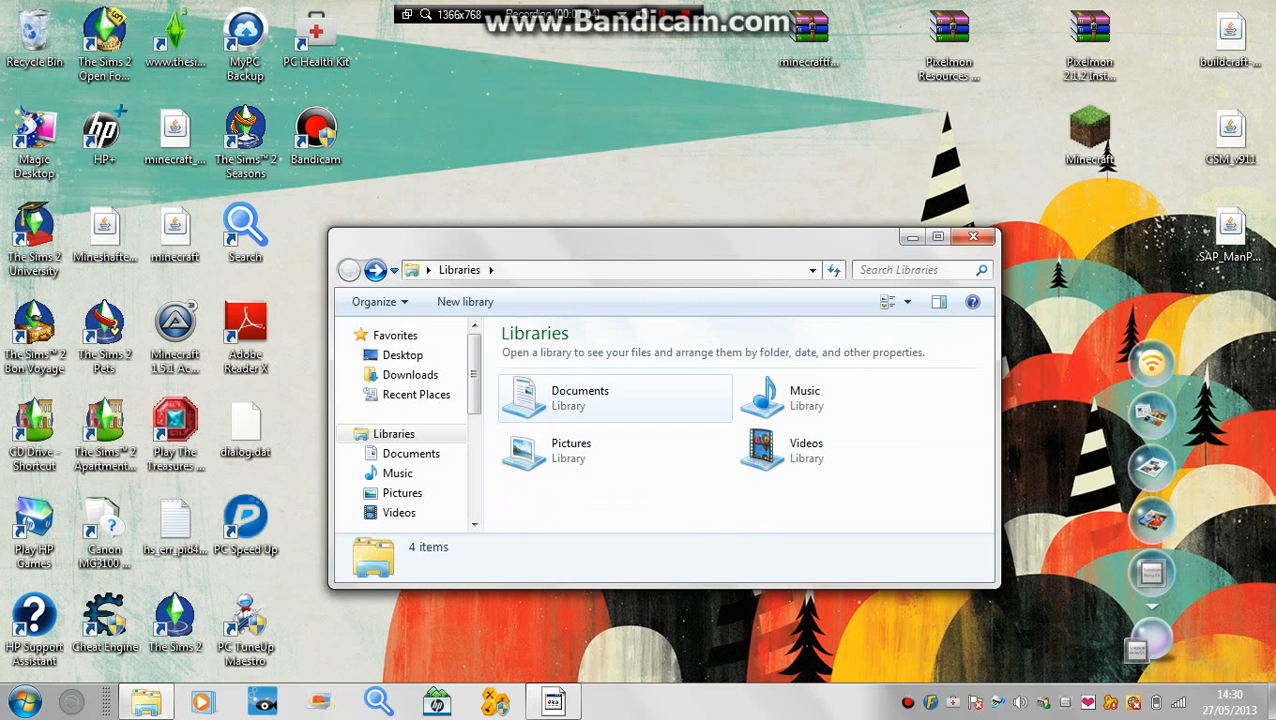 1366x768
www.Bandicam.com
Recycle Bin
The Sims 2
Open Fo...
www.thesi...
MyPC
Backup
PC Health Kit
minecraftf...
Pixelmon
Resources ...
Pixelmon
2.1.2 Inst...
buildcraft-...
Magic
Desktop
HP+
minecraft_...
The Sims™ 2
Seasons
Bandicam
Minecraft
CSM_v911
The Sims 2
University
Mineshafte...
minecraft
Search
SAP_ManP...
Libraries
Search Libraries
Organize
New library
Favorites
Desktop
Downloads
Recent Places
Libraries
Documents
Music
Pictures
Videos
Libraries
Open a library to see your files and arrange them by folder, date, and other properties.
Documents
Library
Music
Library
Pictures
Library
Videos
Library
4 items
The Sims™ 2
Bon Voyage
The Sims 2
Pets
Minecraft
1.5.1 Ac...
Adobe
Reader X
CD Drive -
Shortcut
The Sims™ 2
Apartment...
Play The
Treasures ...
dialog.dat
Play HP
Games
Canon
MG3100 ...
hs_err_pid4...
PC Speed Up
HP Support
Assistant
Cheat Engine
The Sims 2
PC TuneUp
Maestro
14:30
27/05/2013